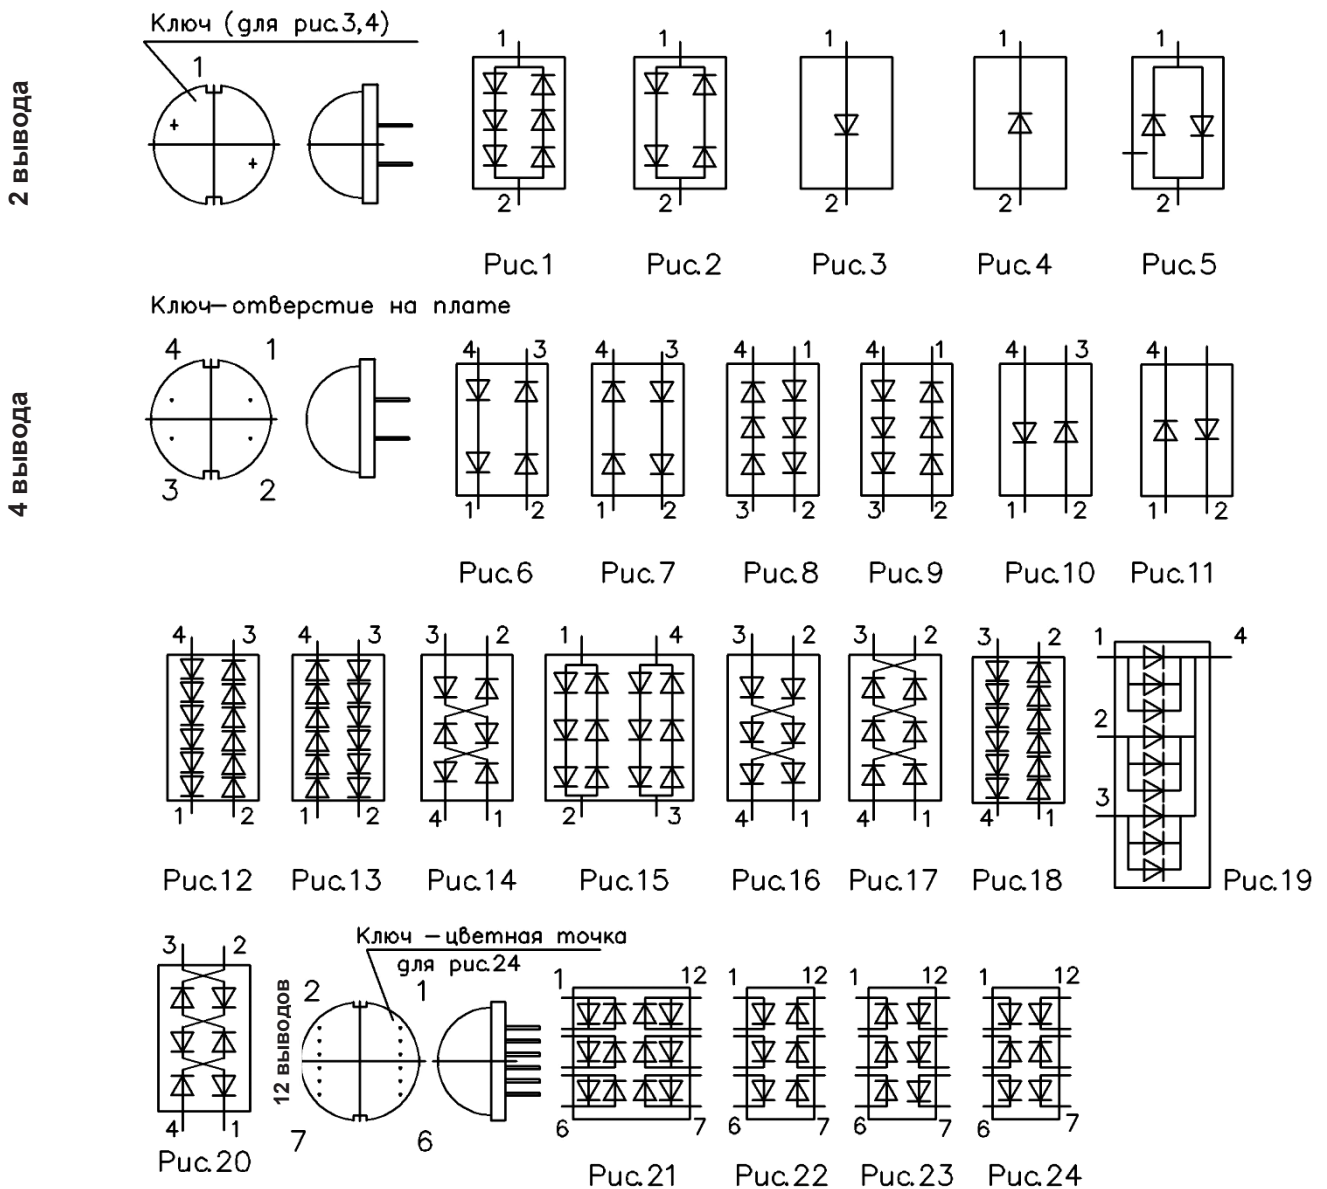 Ключ (для рис.3,4)
2 вывода
1
1 1 1 1 1
2 2 2 2 2
Рис.1 Рис.2 Рис.3 Рис.4 Рис.5
Ключ—отверстие на плате
4 вывода
4 1
3 2
4 3 4 3 4 1 4 1 4 3 4
1 2 1 2 3 2 3 2 1 2 1 2
Рис.6 Рис.7 Рис.8 Рис.9 Рис.10 Рис.11
4 3 4 3 3 2 1 4 3 2 3 2 3 2 1 4
2
3
1 2 1 2 4 1 2 3 4 1 4 1 4 1
Рис.12 Рис.13 Рис.14 Рис.15 Рис.16 Рис.17 Рис.18 Рис.19
3 2
4 1
Рис.20
Ключ —цветная точка
для рис.24
12 выводов
2 1
7 6
1 12 1 12 1 12 1 12
6 7 6 7 6 7 6 7
Рис.21 Рис.22 Рис.23 Рис.24